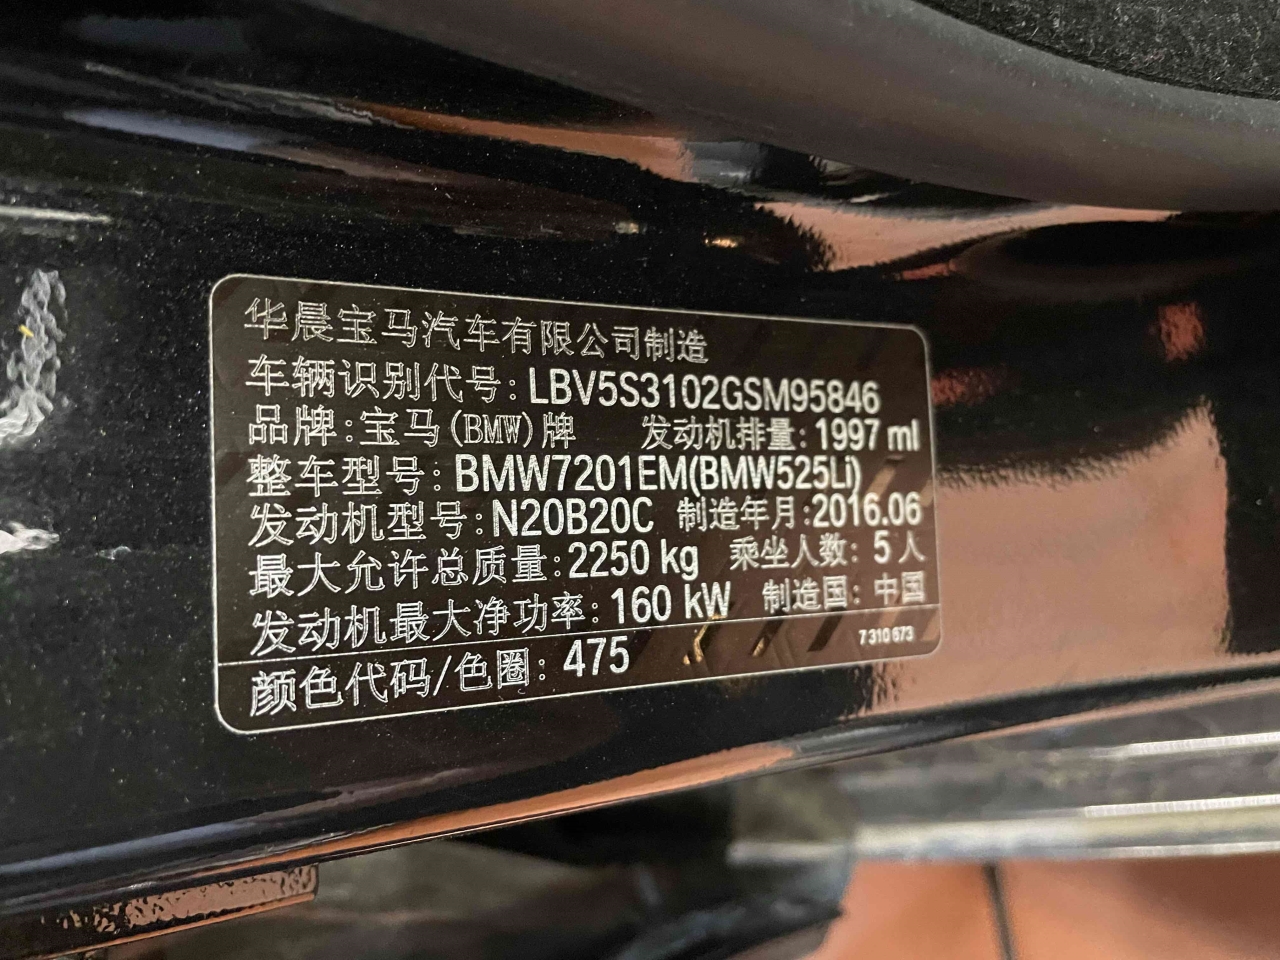 华晨宝马汽车有限公司制造
车辆识别代号:LBV5S3102GSM95846
品牌:宝马(BMW)牌 发动机排量:1997 ml
整车型号:BMW7201EM(BMW525Li)
发动机型号:N20B20C 制造年月:2016.06
最大允许总质量:2250 kg 乘坐人数:5人
发动机最大净功率:160 kW 制造国:中国
7 310 673
颜色代码/色圈:475